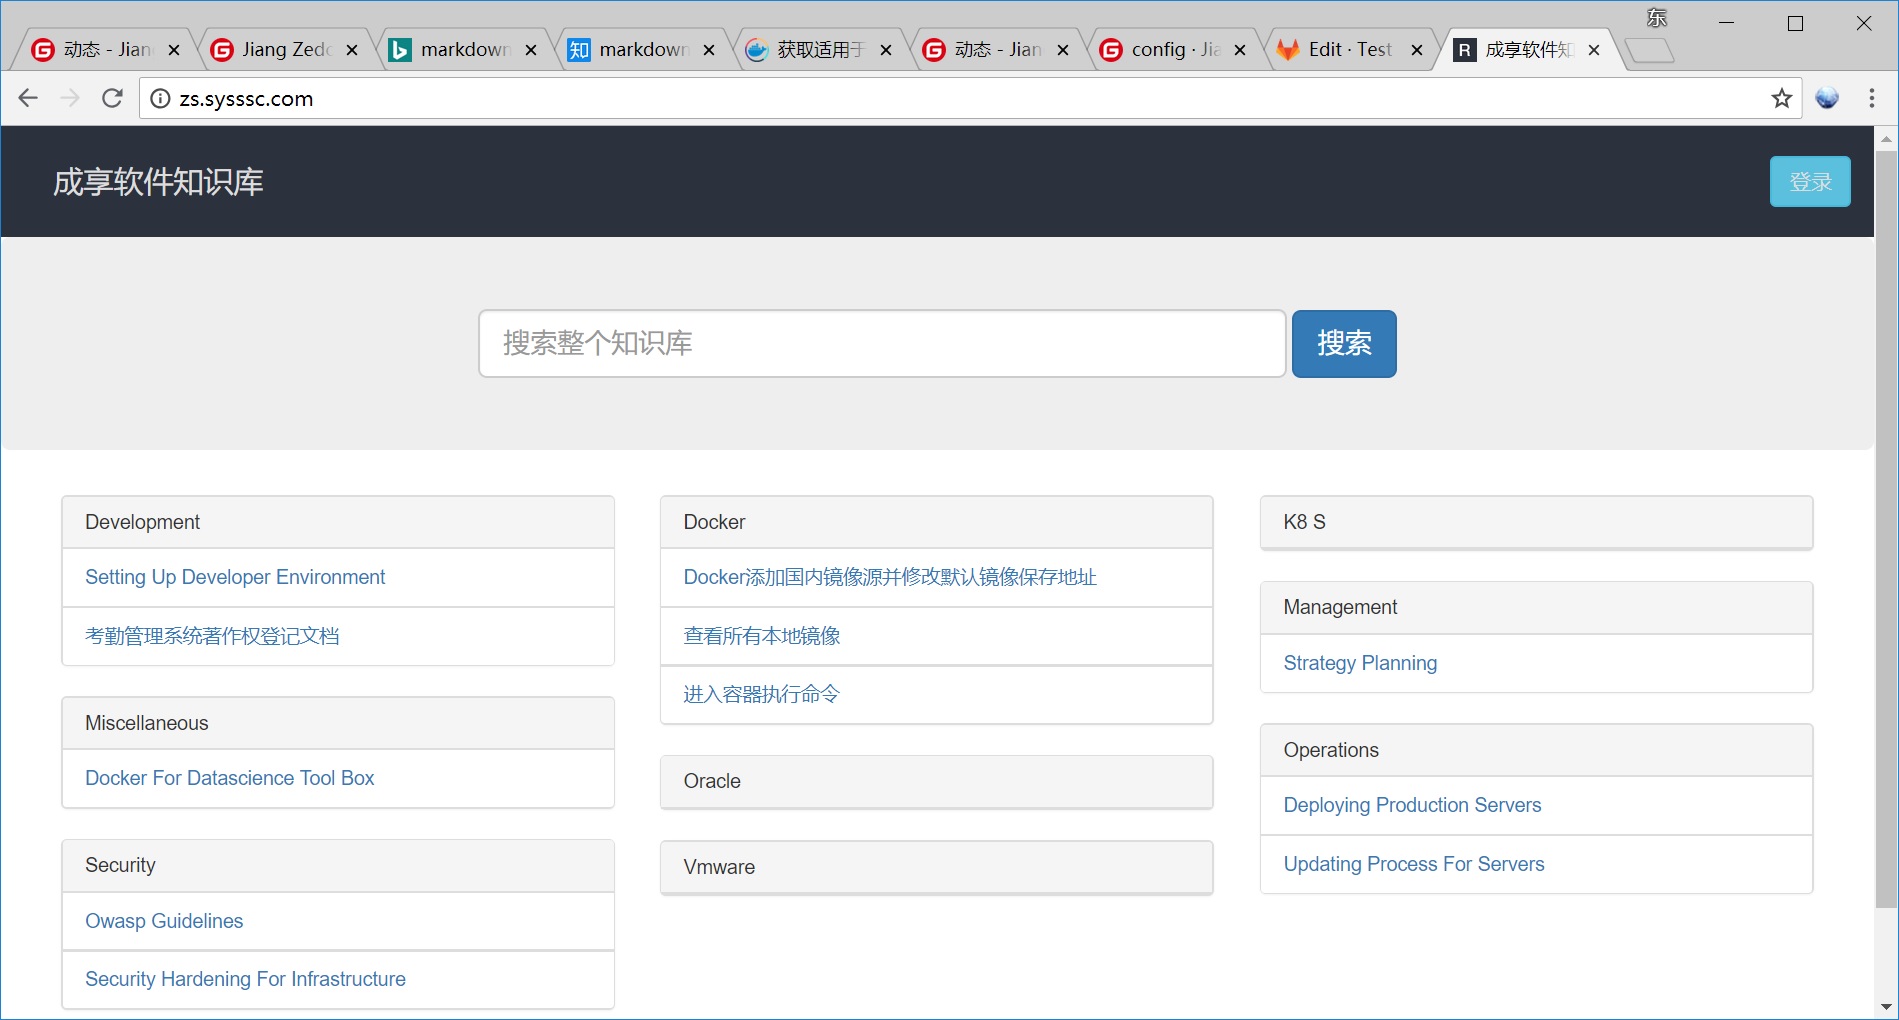 东
动态 - Jian
Jiang Zed
markdown
知 markdown
获取适用于
动态 - Jian
config · Jia
Edit · Test
R 成享软件知
zs.sysssc.com
成享软件知识库
登录
搜索整个知识库
搜索
Development
Setting Up Developer Environment
考勤管理系统著作权登记文档
Miscellaneous
Docker For Datascience Tool Box
Security
Owasp Guidelines
Security Hardening For Infrastructure
Docker
Docker添加国内镜像源并修改默认镜像保存地址
查看所有本地镜像
进入容器执行命令
Oracle
Vmware
K8 S
Management
Strategy Planning
Operations
Deploying Production Servers
Updating Process For Servers